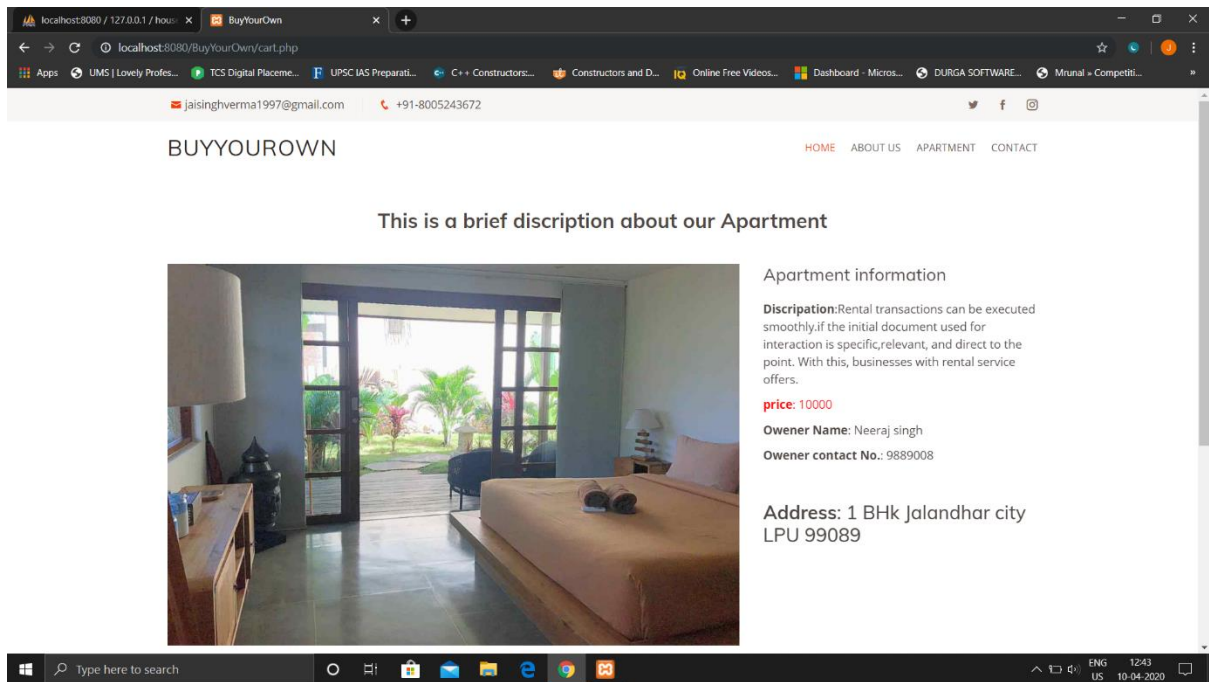 localhost:8080 / 127.0.0.1 / house
BuyYourOwn
localhost:8080/BuyYourOwn/cart.php
Apps
UMS | Lovely Profes...
TCS Digital Placeme...
UPSC IAS Preparati...
C++ Constructors:...
Constructors and D...
Online Free Videos...
Dashboard - Micros...
DURGA SOFTWARE...
Mrunal » Competiti...
jaisinghverma1997@gmail.com
+91-8005243672
BUYYOUROWN
HOME ABOUT US APARTMENT CONTACT
This is a brief discription about our Apartment
Apartment information
Discripation:Rental transactions can be executed
smoothly.if the initial document used for
interaction is specific,relevant, and direct to the
point. With this, businesses with rental service
offers.
price: 10000
Owener Name: Neeraj singh
Owener contact No.: 9889008
Address: 1 BHk Jalandhar city
LPU 99089
Type here to search
ENG
US
12:43
10-04-2020